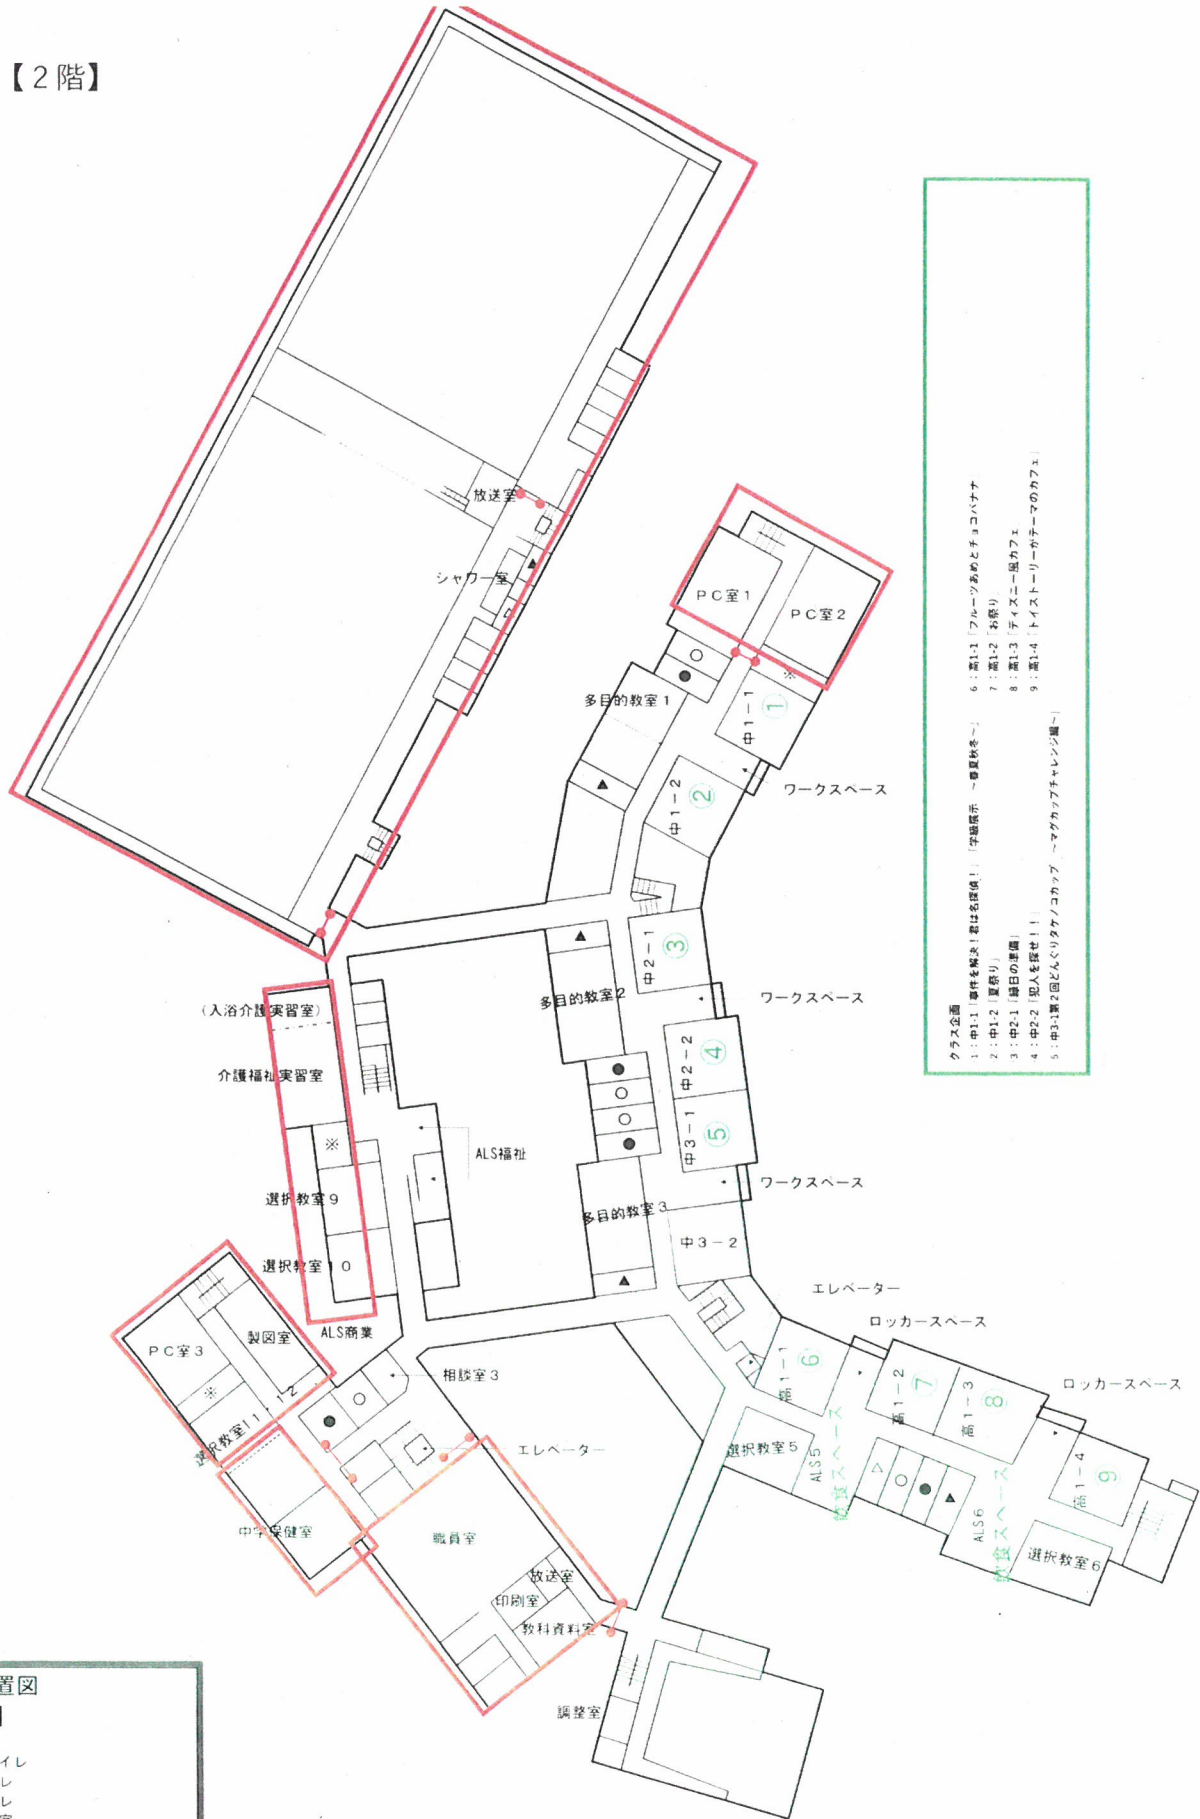 【2階】
放送室
シャワー室
PC室1
PC室2
多目的教室1
※
中1-1
①
ワークスペース
中1-2
②
中2-1
③
多目的教室2
ワークスペース
(入浴介護実習室)
介護福祉実習室
中2-2
④
中3-1
⑤
※
ALS福祉
選択教室9
ワークスペース
多目的教室3
中3-2
選択教室10
エレベーター
ロッカースペース
製図室
ALS商業
PC室3
※
相談室3
高1-1
⑥
高1-2
⑦
高1-3
⑧
ロッカースペース
選択教室11・12
エレベーター
選択教室5
ALS5
飲食スペース
高1-4
⑨
中学保健室
職員室
ALS6
飲食スペース
選択教室6
放送室
印刷室
教科資料室
調整室
クラス企画
1:中1-1「事件を解決!君は名探偵!」「学級展示 ~春夏秋冬~」
2:中1-2「夏祭り」
3:中2-1「縁日の準備」
4:中2-2「犯人を探せ!!」
5:中3-1第2回どんぐりタケノコカップ ~マグカップチャレンジ編~」
6:高1-1「フルーツあめとチョコバナナ
7:高1-2「お祭り」
8:高1-3「ディズニー風カフェ
9:高1-4「トイストーリーがテーマのカフェ」
置図
イレ
レ
レ